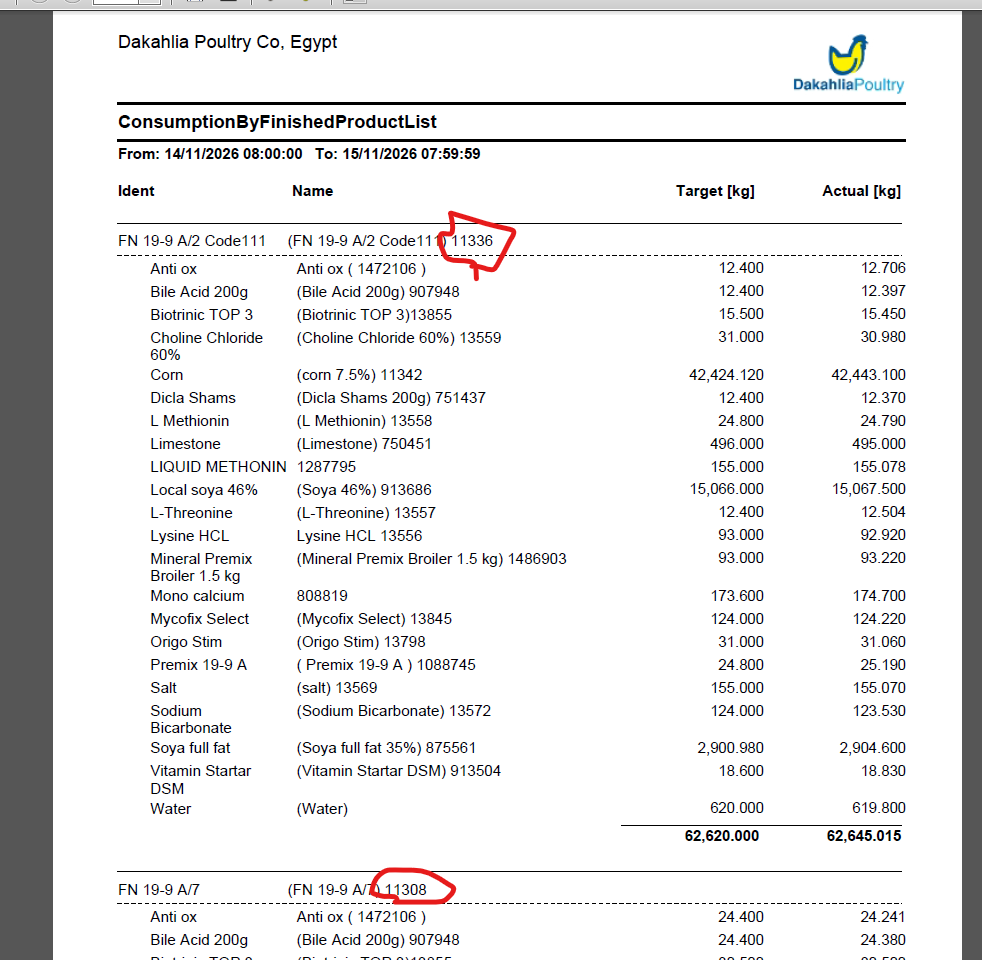 Dakahlia Poultry Co, Egypt
DakahliaPoultry
ConsumptionByFinishedProductList
From: 14/11/2026 08:00:00 To: 15/11/2026 07:59:59
Ident Name Target [kg] Actual [kg]
FN 19-9 A/2 Code111 (FN 19-9 A/2 Code111) 11336
Anti ox Anti ox ( 1472106 ) 12.400 12.706
Bile Acid 200g (Bile Acid 200g) 907948 12.400 12.397
Biotrinic TOP 3 (Biotrinic TOP 3)13855 15.500 15.450
Choline Chloride (Choline Chloride 60%) 13559 31.000 30.980
60%
Corn (corn 7.5%) 11342 42,424.120 42,443.100
Dicla Shams (Dicla Shams 200g) 751437 12.400 12.370
L Methionin (L Methionin) 13558 24.800 24.790
Limestone (Limestone) 750451 496.000 495.000
LIQUID METHONIN 1287795 155.000 155.078
Local soya 46% (Soya 46%) 913686 15,066.000 15,067.500
L-Threonine (L-Threonine) 13557 12.400 12.504
Lysine HCL Lysine HCL 13556 93.000 92.920
Mineral Premix (Mineral Premix Broiler 1.5 kg) 1486903 93.000 93.220
Broiler 1.5 kg
Mono calcium 808819 173.600 174.700
Mycofix Select (Mycofix Select) 13845 124.000 124.220
Origo Stim (Origo Stim) 13798 31.000 31.060
Premix 19-9 A ( Premix 19-9 A ) 1088745 24.800 25.190
Salt (salt) 13569 155.000 155.070
Sodium (Sodium Bicarbonate) 13572 124.000 123.530
Bicarbonate
Soya full fat (Soya full fat 35%) 875561 2,900.980 2,904.600
Vitamin Startar (Vitamin Startar DSM) 913504 18.600 18.830
DSM
Water (Water) 620.000 619.800
62,620.000 62,645.015
FN 19-9 A/7 (FN 19-9 A/7) 11308
Anti ox Anti ox ( 1472106 ) 24.400 24.241
Bile Acid 200g (Bile Acid 200g) 907948 24.400 24.380